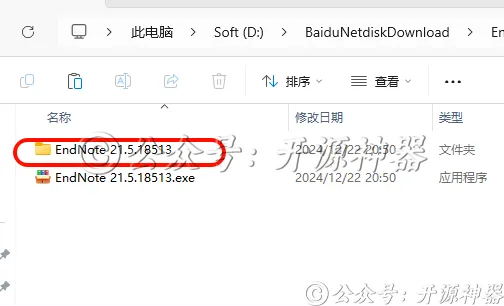 此电脑 > Soft (D:) > BaiduNetdiskDownload > En
排序 查看 ...
名称 修改日期 类型
EndNote 21.5.18513 2024/12/22 20:50 文件夹
EndNote 21.5.18513.exe 2024/12/22 20:50 应用程序
公众号：开源神器
公众号：开源神器